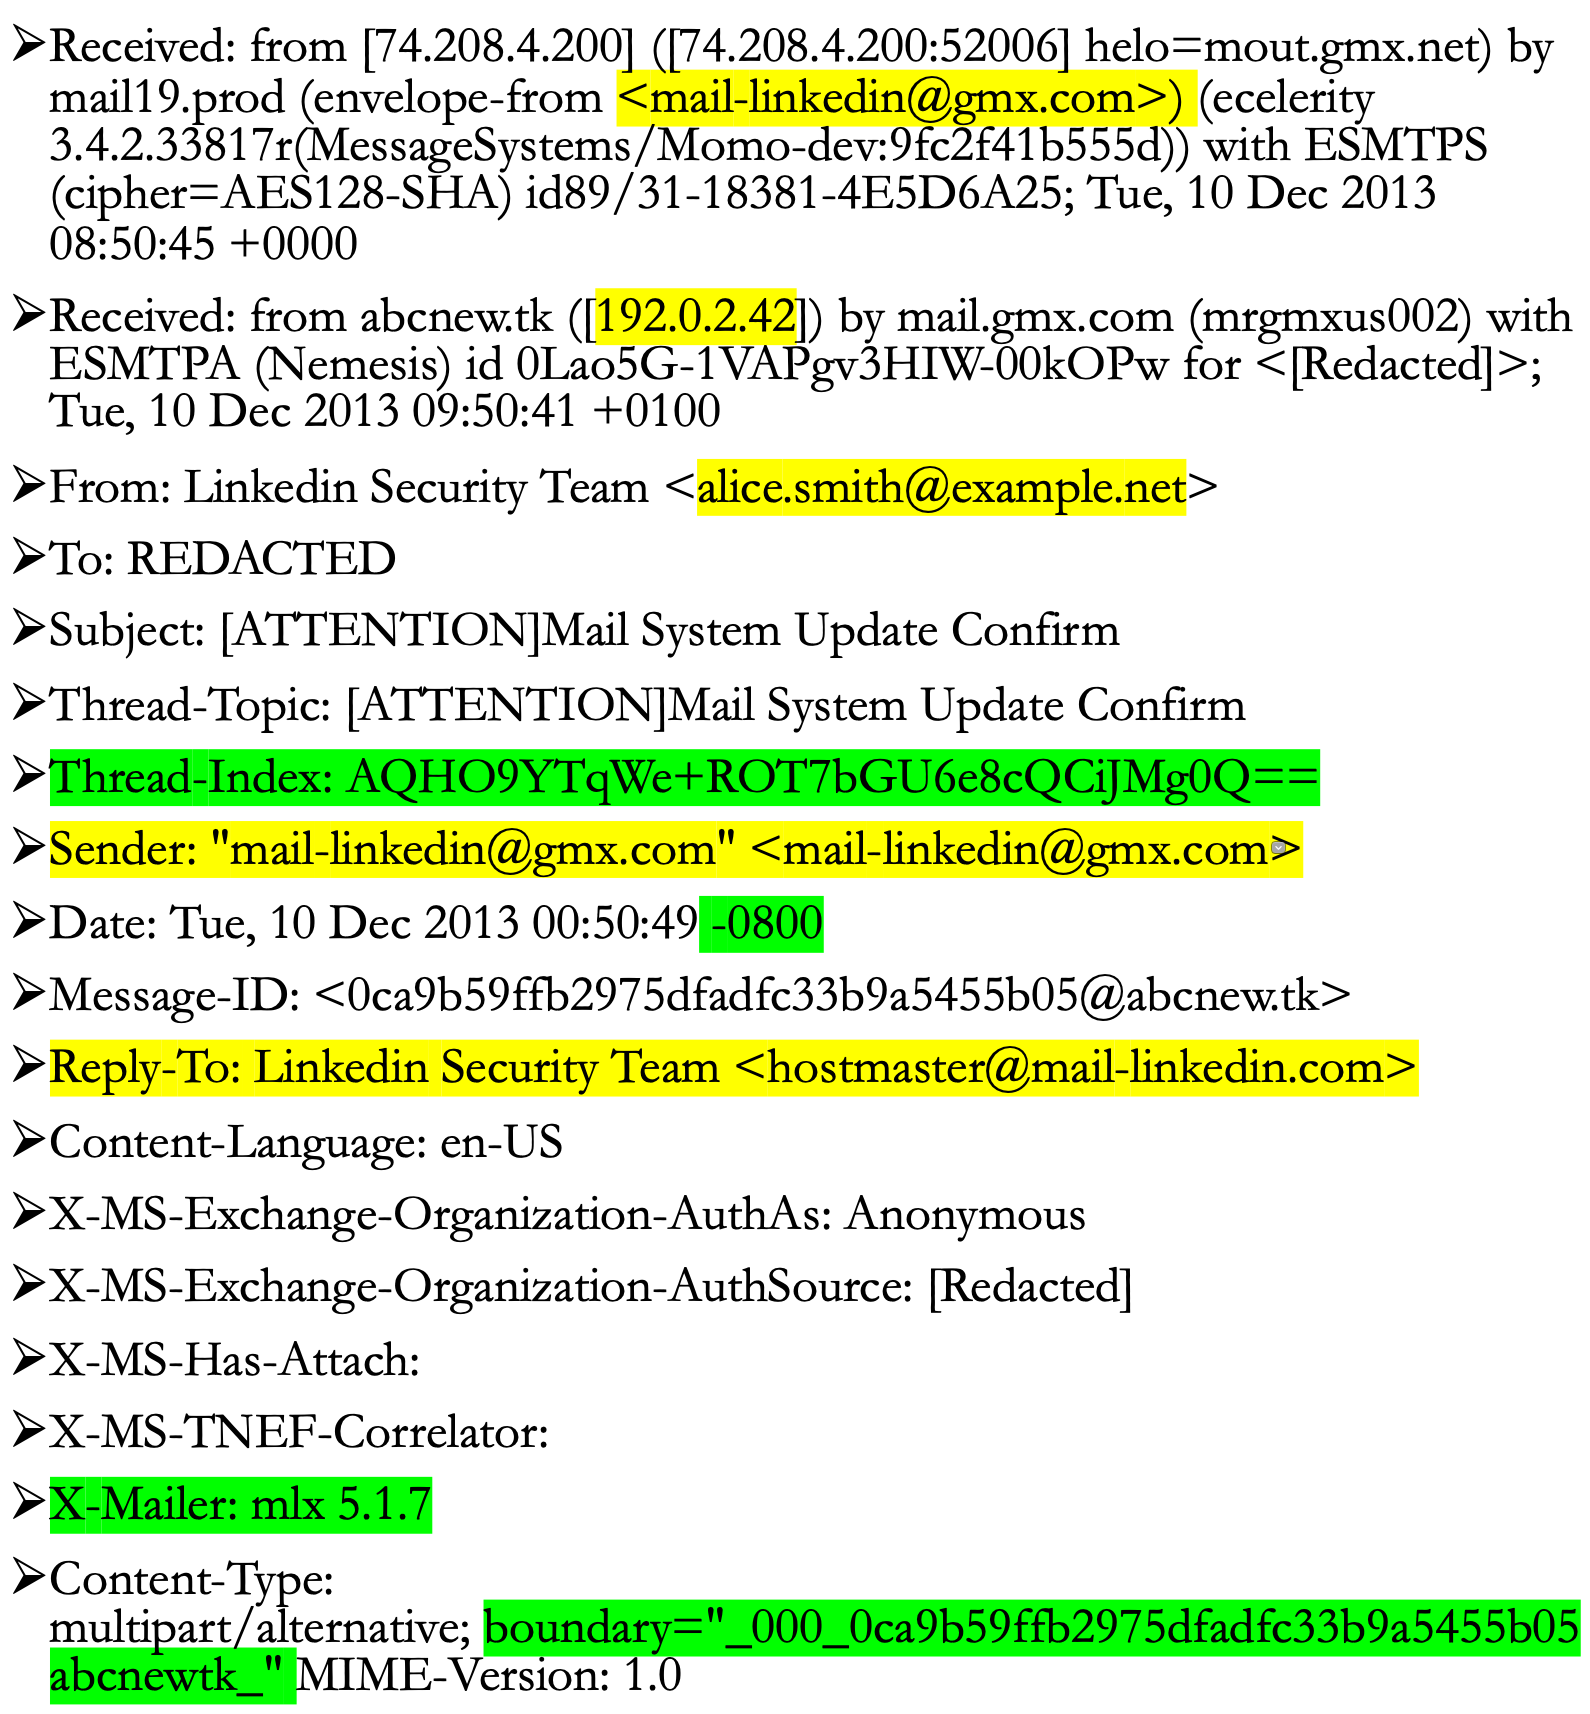 ➢Received: from [74.208.4.200] ([74.208.4.200:52006] helo=mout.gmx.net) by
mail19.prod (envelope-from <mail-linkedin@gmx.com>) (ecelerity
3.4.2.33817r(MessageSystems/Momo-dev:9fc2f41b555d)) with ESMTPS
(cipher=AES128-SHA) id89/31-18381-4E5D6A25; Tue, 10 Dec 2013
08:50:45 +0000
➢Received: from abcnew.tk ([192.0.2.42]) by mail.gmx.com (mrgmxus002) with
ESMTPA (Nemesis) id 0Lao5G-1VAPgv3HIW-00kOPw for <[Redacted]>;
Tue, 10 Dec 2013 09:50:41 +0100
➢From: Linkedin Security Team <alice.smith@example.net>
➢To: REDACTED
➢Subject: [ATTENTION]Mail System Update Confirm
➢Thread-Topic: [ATTENTION]Mail System Update Confirm
➢Thread-Index: AQHO9YTqWe+ROT7bGU6e8cQCiJMg0Q==
➢Sender: "mail-linkedin@gmx.com" <mail-linkedin@gmx.com>
➢Date: Tue, 10 Dec 2013 00:50:49 -0800
➢Message-ID: <0ca9b59ffb2975dfadfc33b9a5455b05@abcnew.tk>
➢Reply-To: Linkedin Security Team <hostmaster@mail-linkedin.com>
➢Content-Language: en-US
➢X-MS-Exchange-Organization-AuthAs: Anonymous
➢X-MS-Exchange-Organization-AuthSource: [Redacted]
➢X-MS-Has-Attach:
➢X-MS-TNEF-Correlator:
➢X-Mailer: mlx 5.1.7
➢Content-Type:
multipart/alternative; boundary="_000_0ca9b59ffb2975dfadfc33b9a5455b05
abcnewtk_" MIME-Version: 1.0